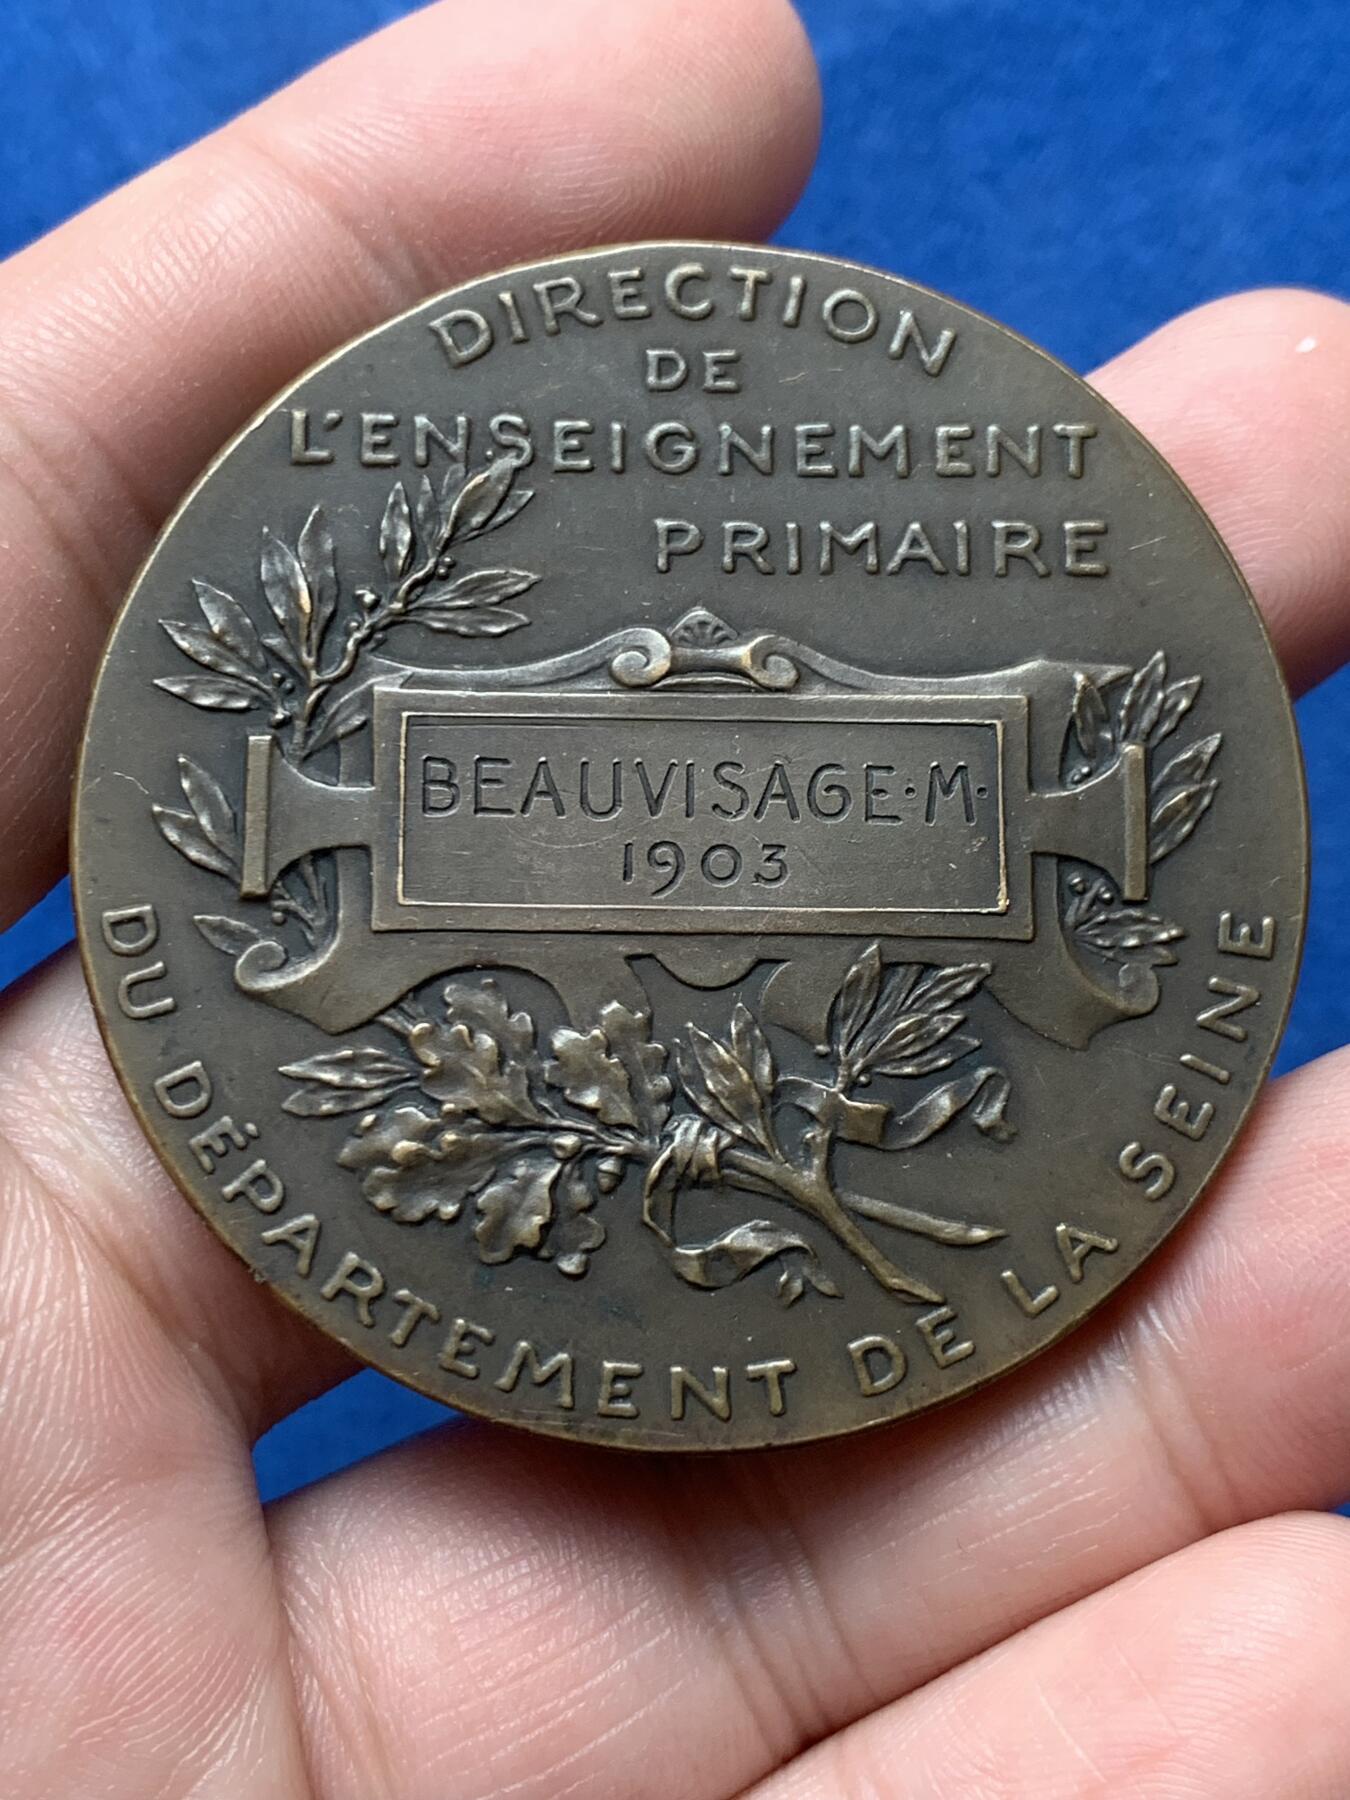 DIRECTION
DE
L'ENSEIGNEMENT
PRIMAIRE
BEAUVISAGE·M·
1903
DU DÉPARTEMENT DE LA SEINE